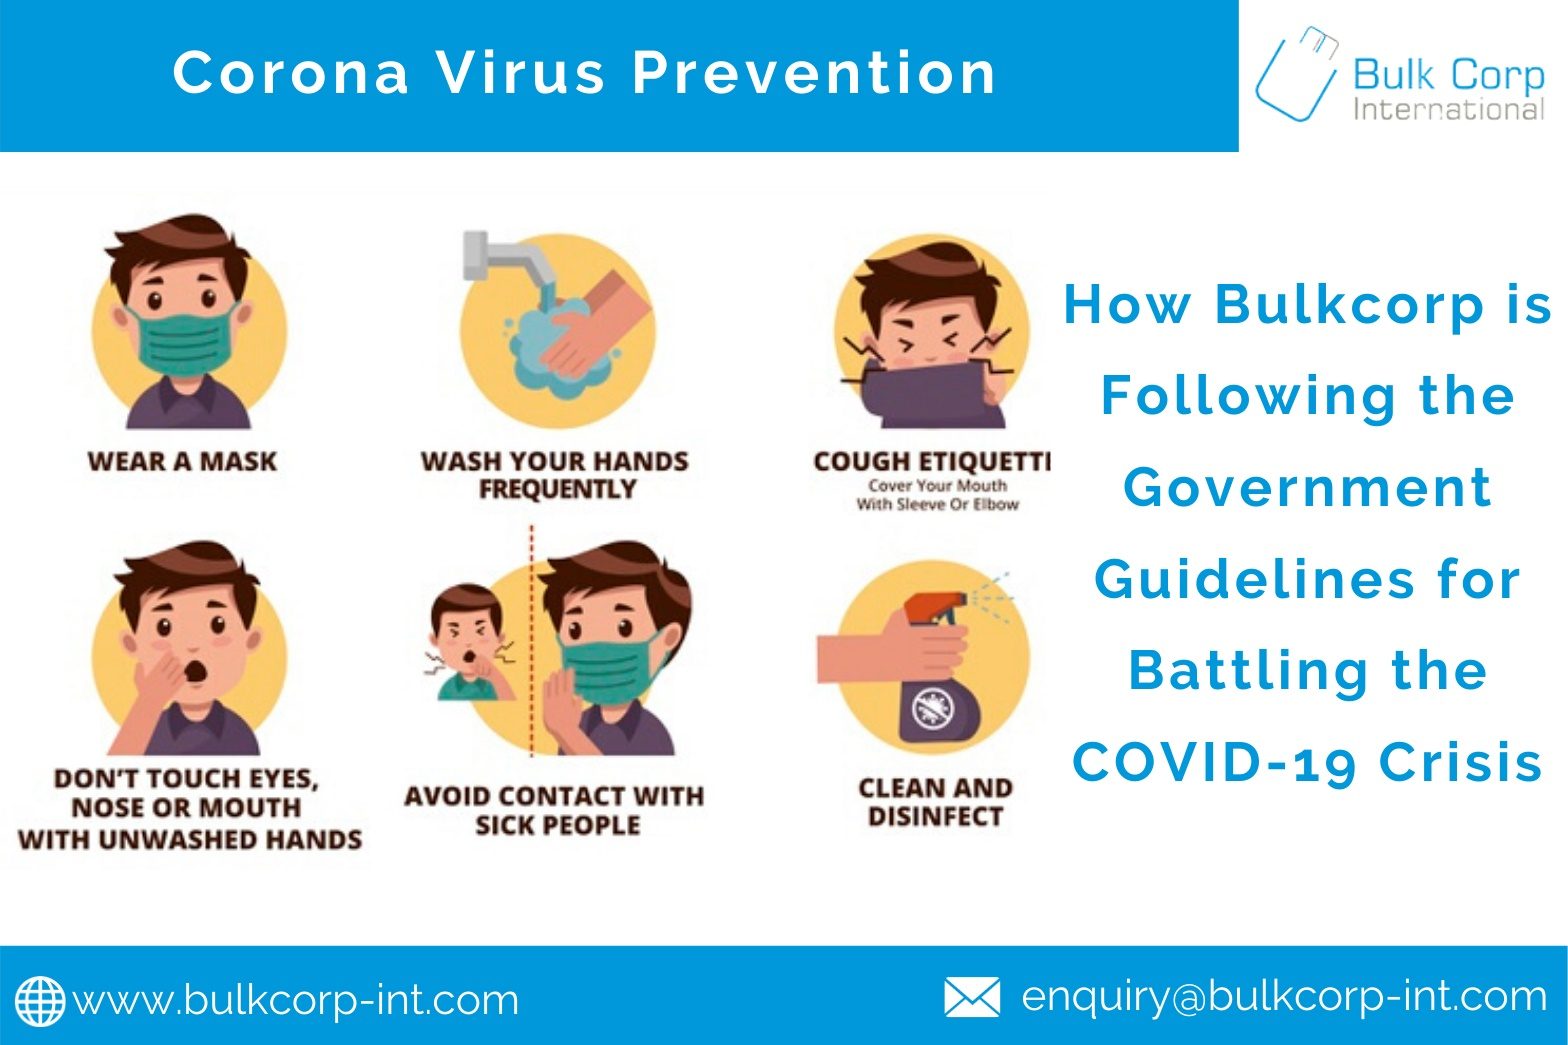 Corona Virus Prevention
Bulk Corp
International
WEAR A MASK
WASH YOUR HANDS
FREQUENTLY
COUGH ETIQUETTI
Cover Your Mouth
With Sleeve Or Elbow
DON'T TOUCH EYES,
NOSE OR MOUTH
WITH UNWASHED HANDS
AVOID CONTACT WITH
SICK PEOPLE
CLEAN AND
DISINFECT
How Bulkcorp is
Following the
Government
Guidelines for
Battling the
COVID-19 Crisis
www.bulkcorp-int.com
enquiry@bulkcorp-int.com